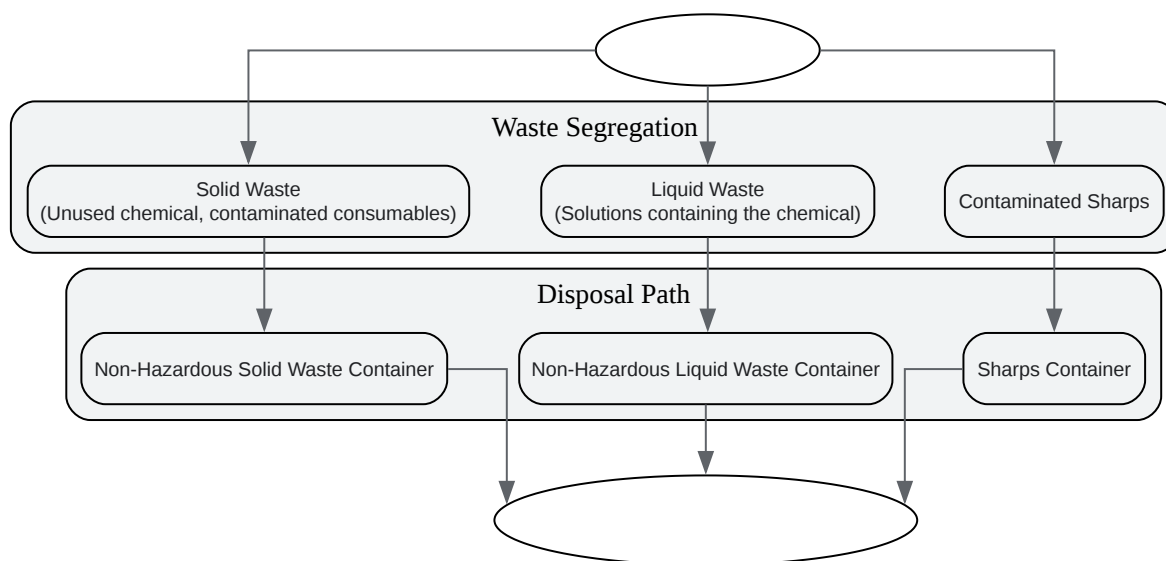 Waste Segregation
Solid Waste
(Unused chemical, contaminated consumables)
Liquid Waste
(Solutions containing the chemical)
Contaminated Sharps
Disposal Path
Non-Hazardous Solid Waste Container
Non-Hazardous Liquid Waste Container
Sharps Container